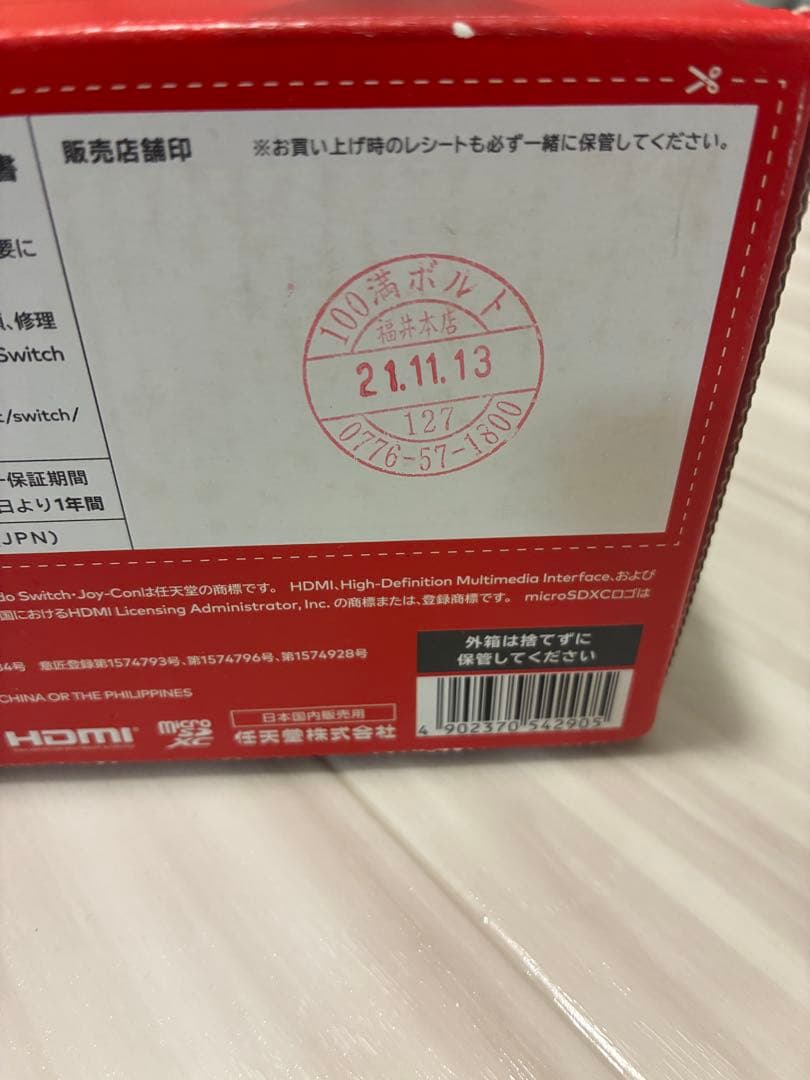 書
要に
、修理
Switch
/switch/
保証期間
日より1年間
JPN)
販売店舗印
※お買い上げ時のレシートも必ず一緒に保管してください。
100満ボルト
福井本店
21.11.13
127
0776-57-1800
do Switch・Joy-Conは任天堂の商標です。 HDMI、High-Definition Multimedia Interface、および
国におけるHDMI Licensing Administrator, Inc. の商標または、登録商標です。 microSDXCロゴは
84号 意匠登録第1574793号、第1574796号、第1574928号
CHINA OR THE PHILIPPINES
HDMI
micro SD XC
日本国内販売用
任天堂株式会社
外箱は捨てずに
保管してください
4 902370 542905